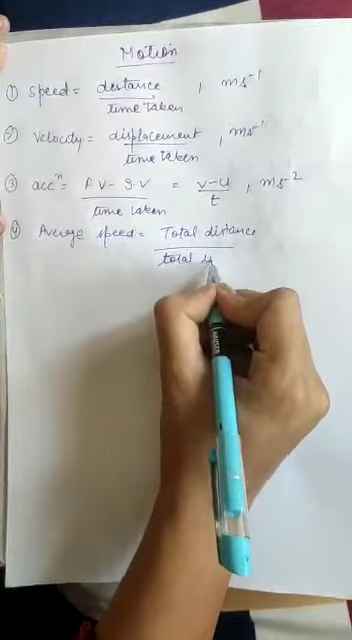 Motion
① Speed = distance / time taken , ms⁻¹
② Velocity = displacement / time taken , ms⁻¹
③ accⁿ = F.V - I.V / time taken = v-u / t , ms⁻²
④ Average speed = Total distance / total
HAUSER